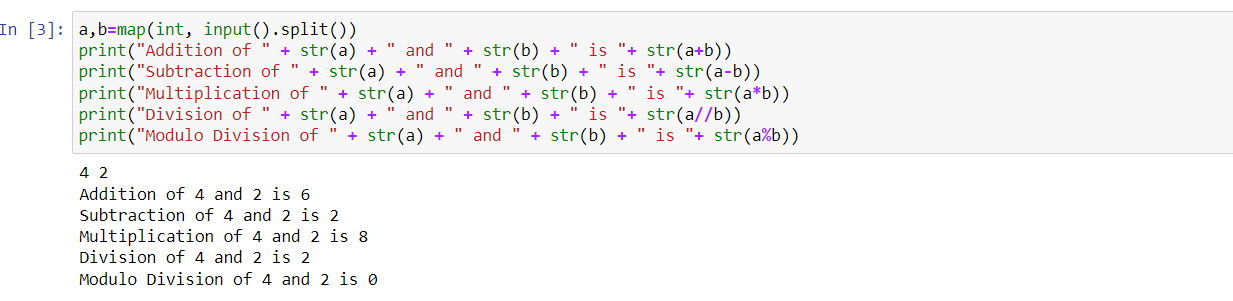 In [3]: a,b=map(int, input().split())
print("Addition of " + str(a) + " and " + str(b) + " is "+ str(a+b))
print("Subtraction of " + str(a) + " and " + str(b) + " is "+ str(a-b))
print("Multiplication of " + str(a) + " and " + str(b) + " is "+ str(a*b))
print("Division of " + str(a) + " and " + str(b) + " is "+ str(a//b))
print("Modulo Division of " + str(a) + " and " + str(b) + " is "+ str(a%b))
4 2
Addition of 4 and 2 is 6
Subtraction of 4 and 2 is 2
Multiplication of 4 and 2 is 8
Division of 4 and 2 is 2
Modulo Division of 4 and 2 is 0